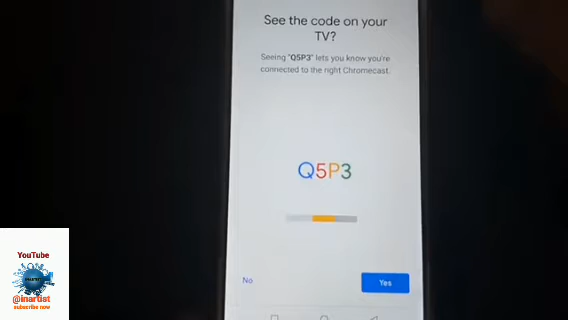 See the code on your
TV?
Seeing "Q5P3" lets you know you're
connected to the right Chromecast.
Q5P3
No
Yes
YouTube
@inarust
subscribe now